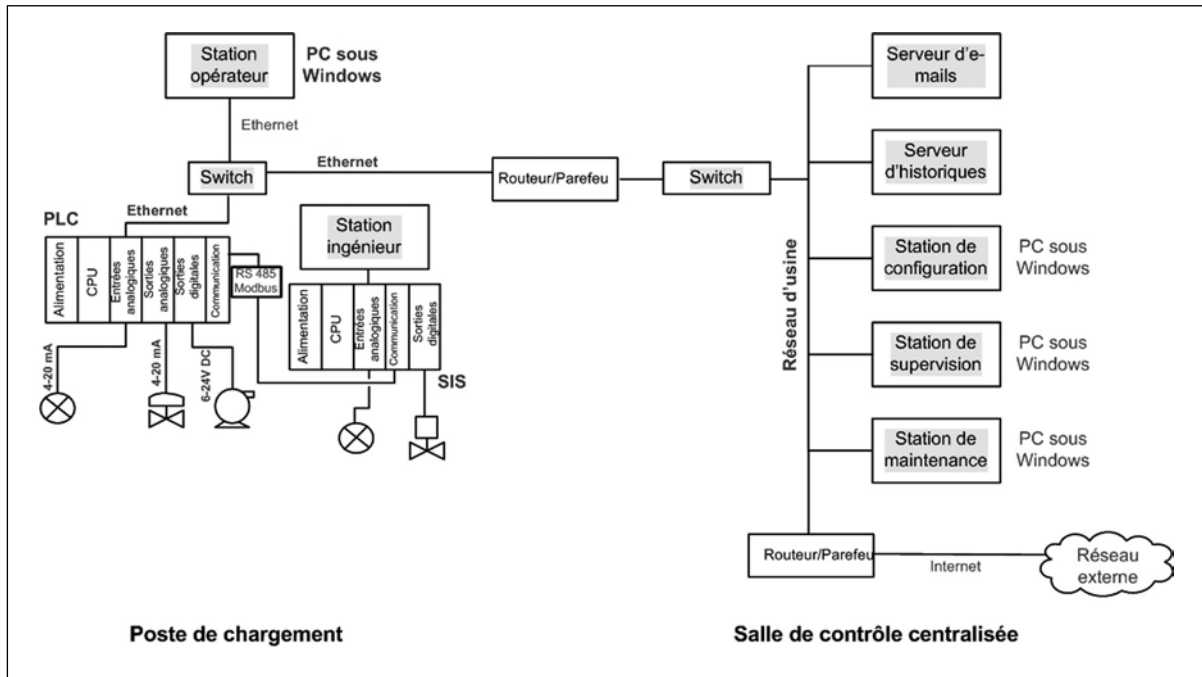 Station
opérateur
PC sous
Windows
Ethernet
Switch
Ethernet
Ethernet
PLC
Alimentation
CPU
Entrées
analogiques
Sorties
analogiques
Sorties
digitales
Communication
RS 485
Modbus
4-20 mA
4-20 mA
6-24V DC
Station
ingénieur
Alimentation
CPU
Entrées
analogiques
Communication
Sorties
digitales
SIS
Routeur/Parefeu
Switch
Réseau d'usine
Serveur d'e-
mails
Serveur
d'historiques
Station de
configuration
PC sous
Windows
Station de
supervision
PC sous
Windows
Station de
maintenance
PC sous
Windows
Routeur/Parefeu
Internet
Réseau
externe
Poste de chargement
Salle de contrôle centralisée